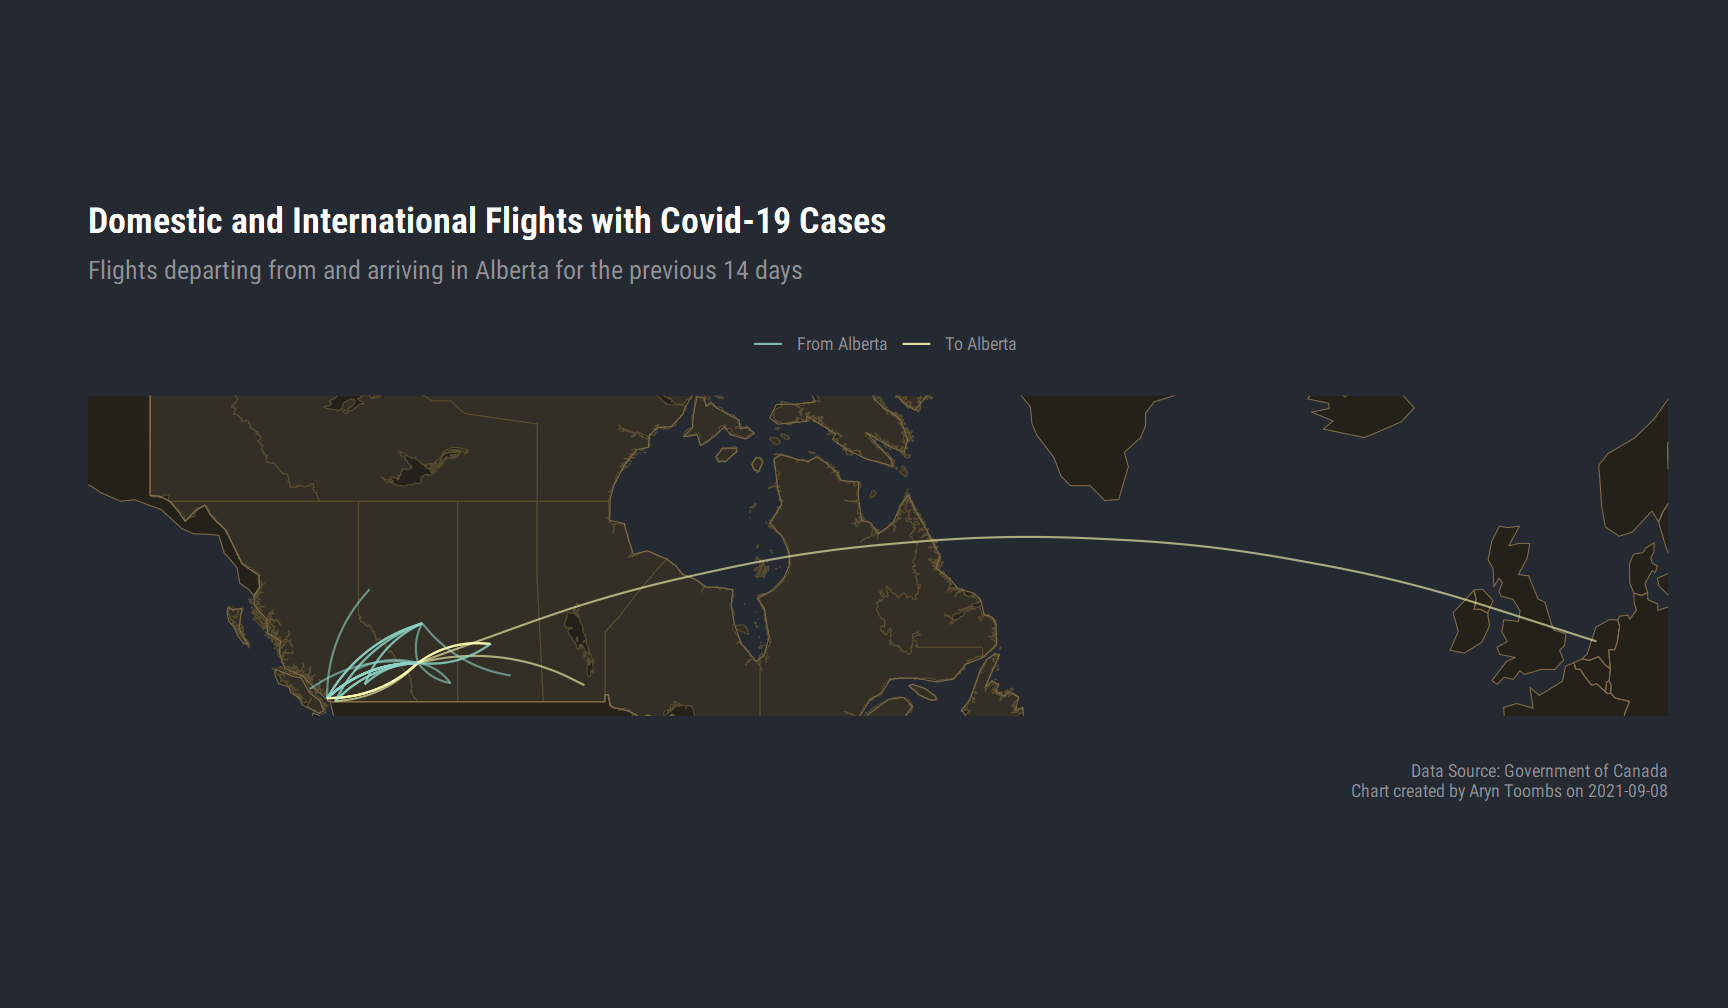 Domestic and International Flights with Covid-19 Cases
Flights departing from and arriving in Alberta for the previous 14 days
From Alberta To Alberta
Data Source: Government of Canada
Chart created by Aryn Toombs on 2021-09-08